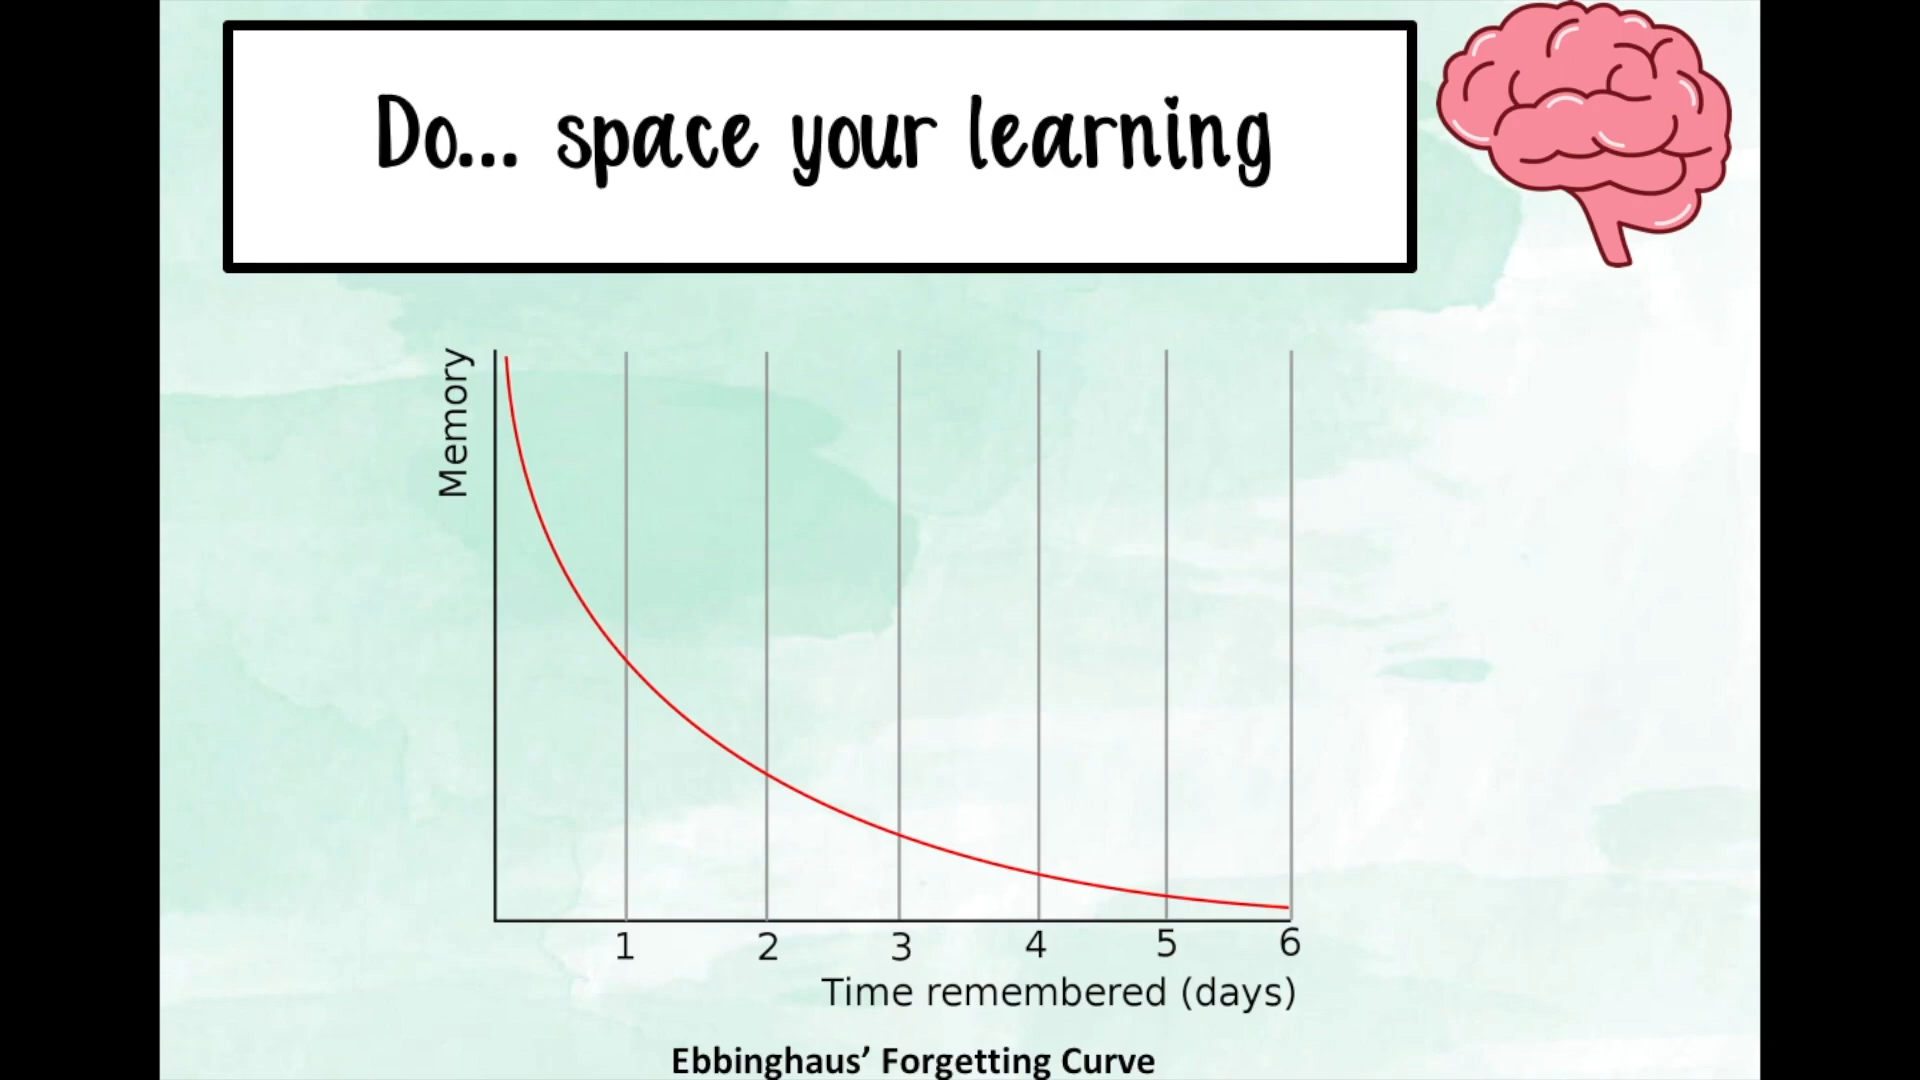 Do... space your learning
Memory
1 2 3 4 5 6
Time remembered (days)
Ebbinghaus’ Forgetting Curve